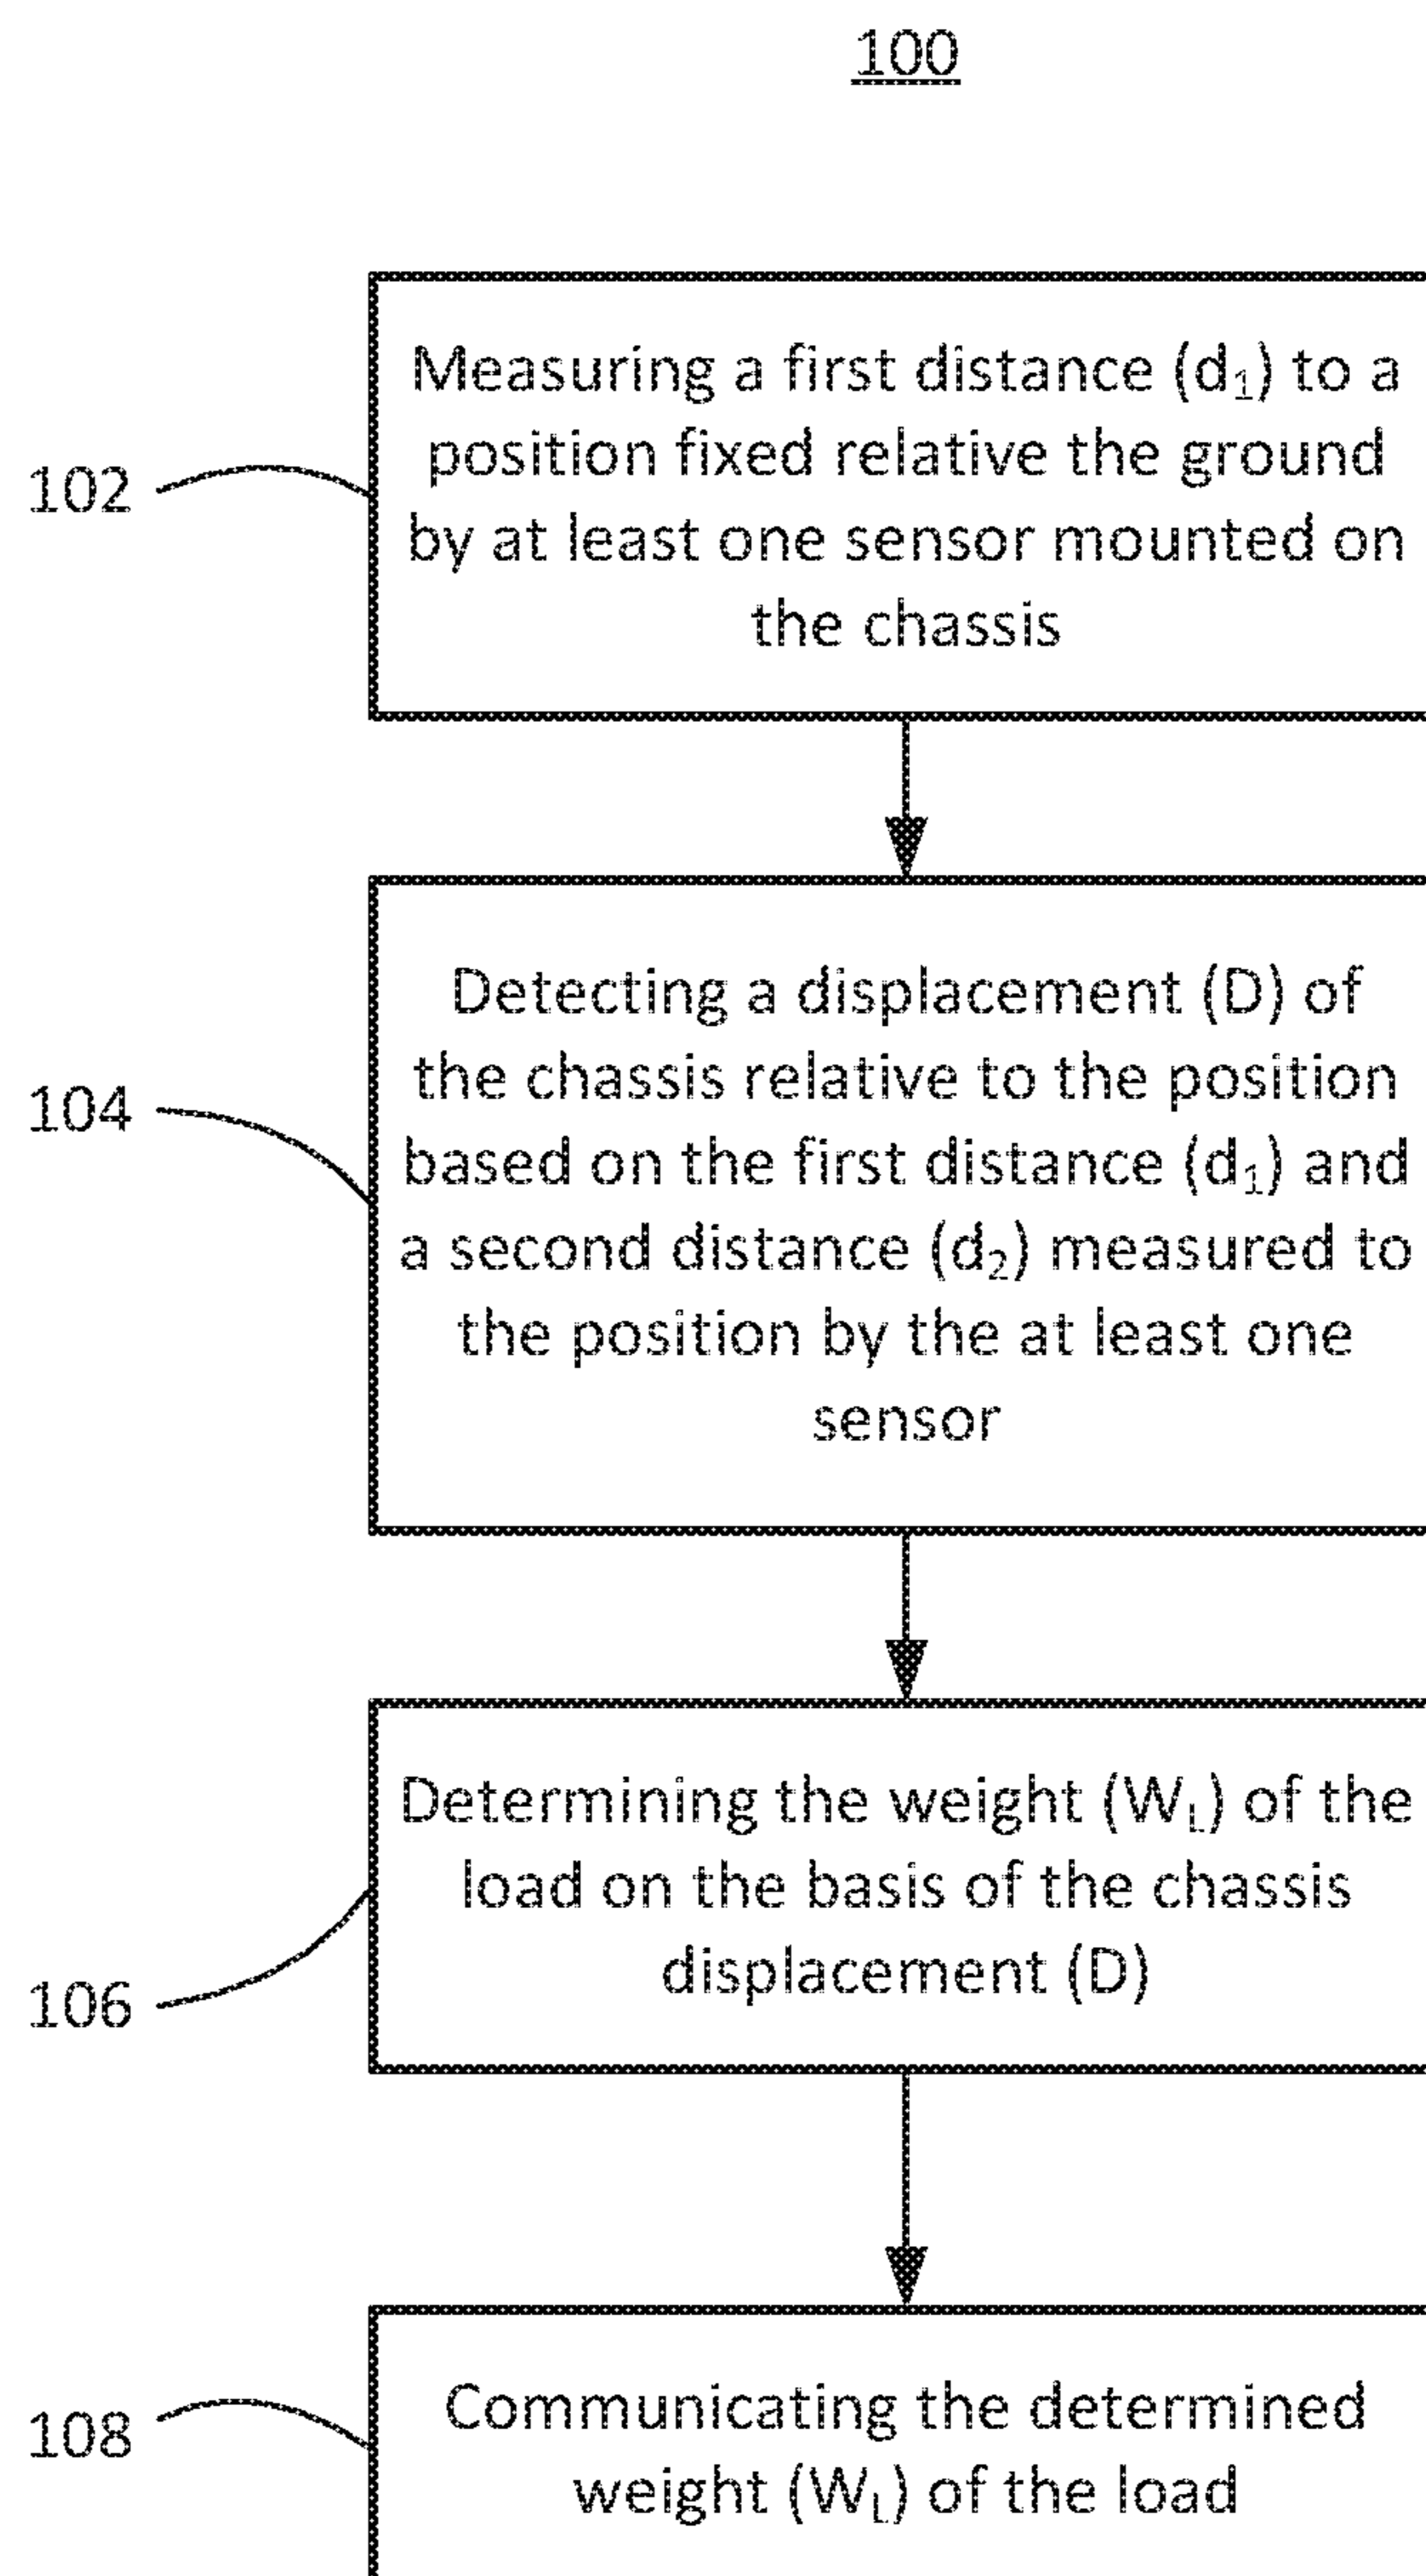 100
Measuring a first distance (d₁) to a
position fixed relative the ground
by at least one sensor mounted on
the chassis
102
Detecting a displacement (D) of
the chassis relative to the position
based on the first distance (d₁) and
a second distance (d₂) measured to
the position by the at least one
sensor
104
Determining the weight (W_L) of the
load on the basis of the chassis
displacement (D)
106
Communicating the determined
weight (W_L) of the load
108